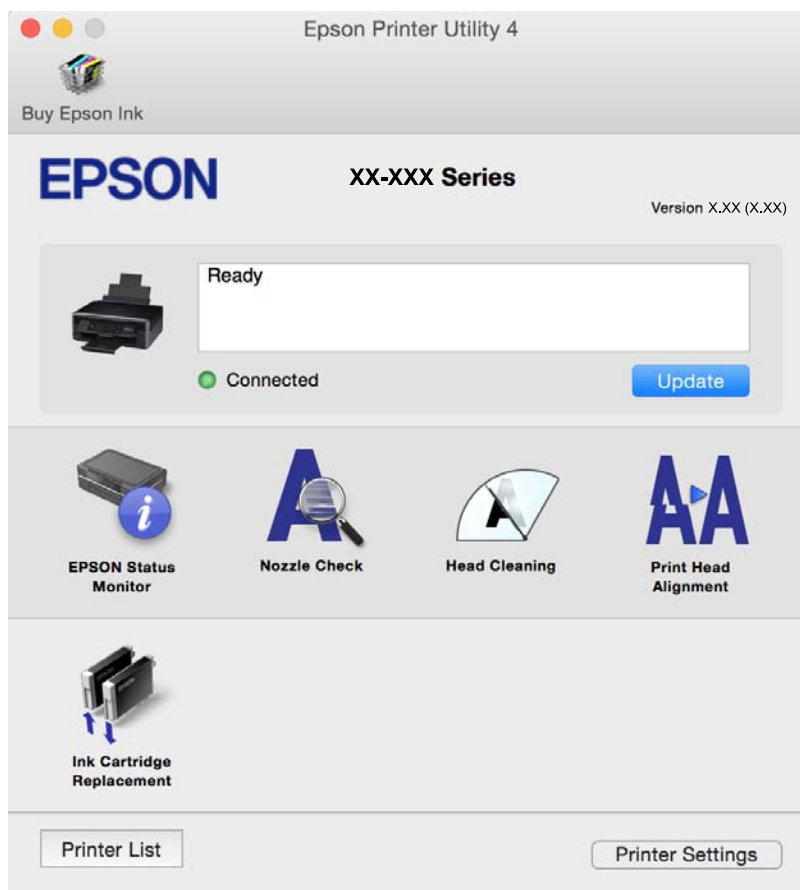 Epson Printer Utility 4
Buy Epson Ink
EPSON
XX-XXX Series
Version X.XX (X.XX)
Ready
Connected
Update
EPSON Status
Monitor
Nozzle Check
Head Cleaning
Print Head
Alignment
Ink Cartridge
Replacement
Printer List
Printer Settings